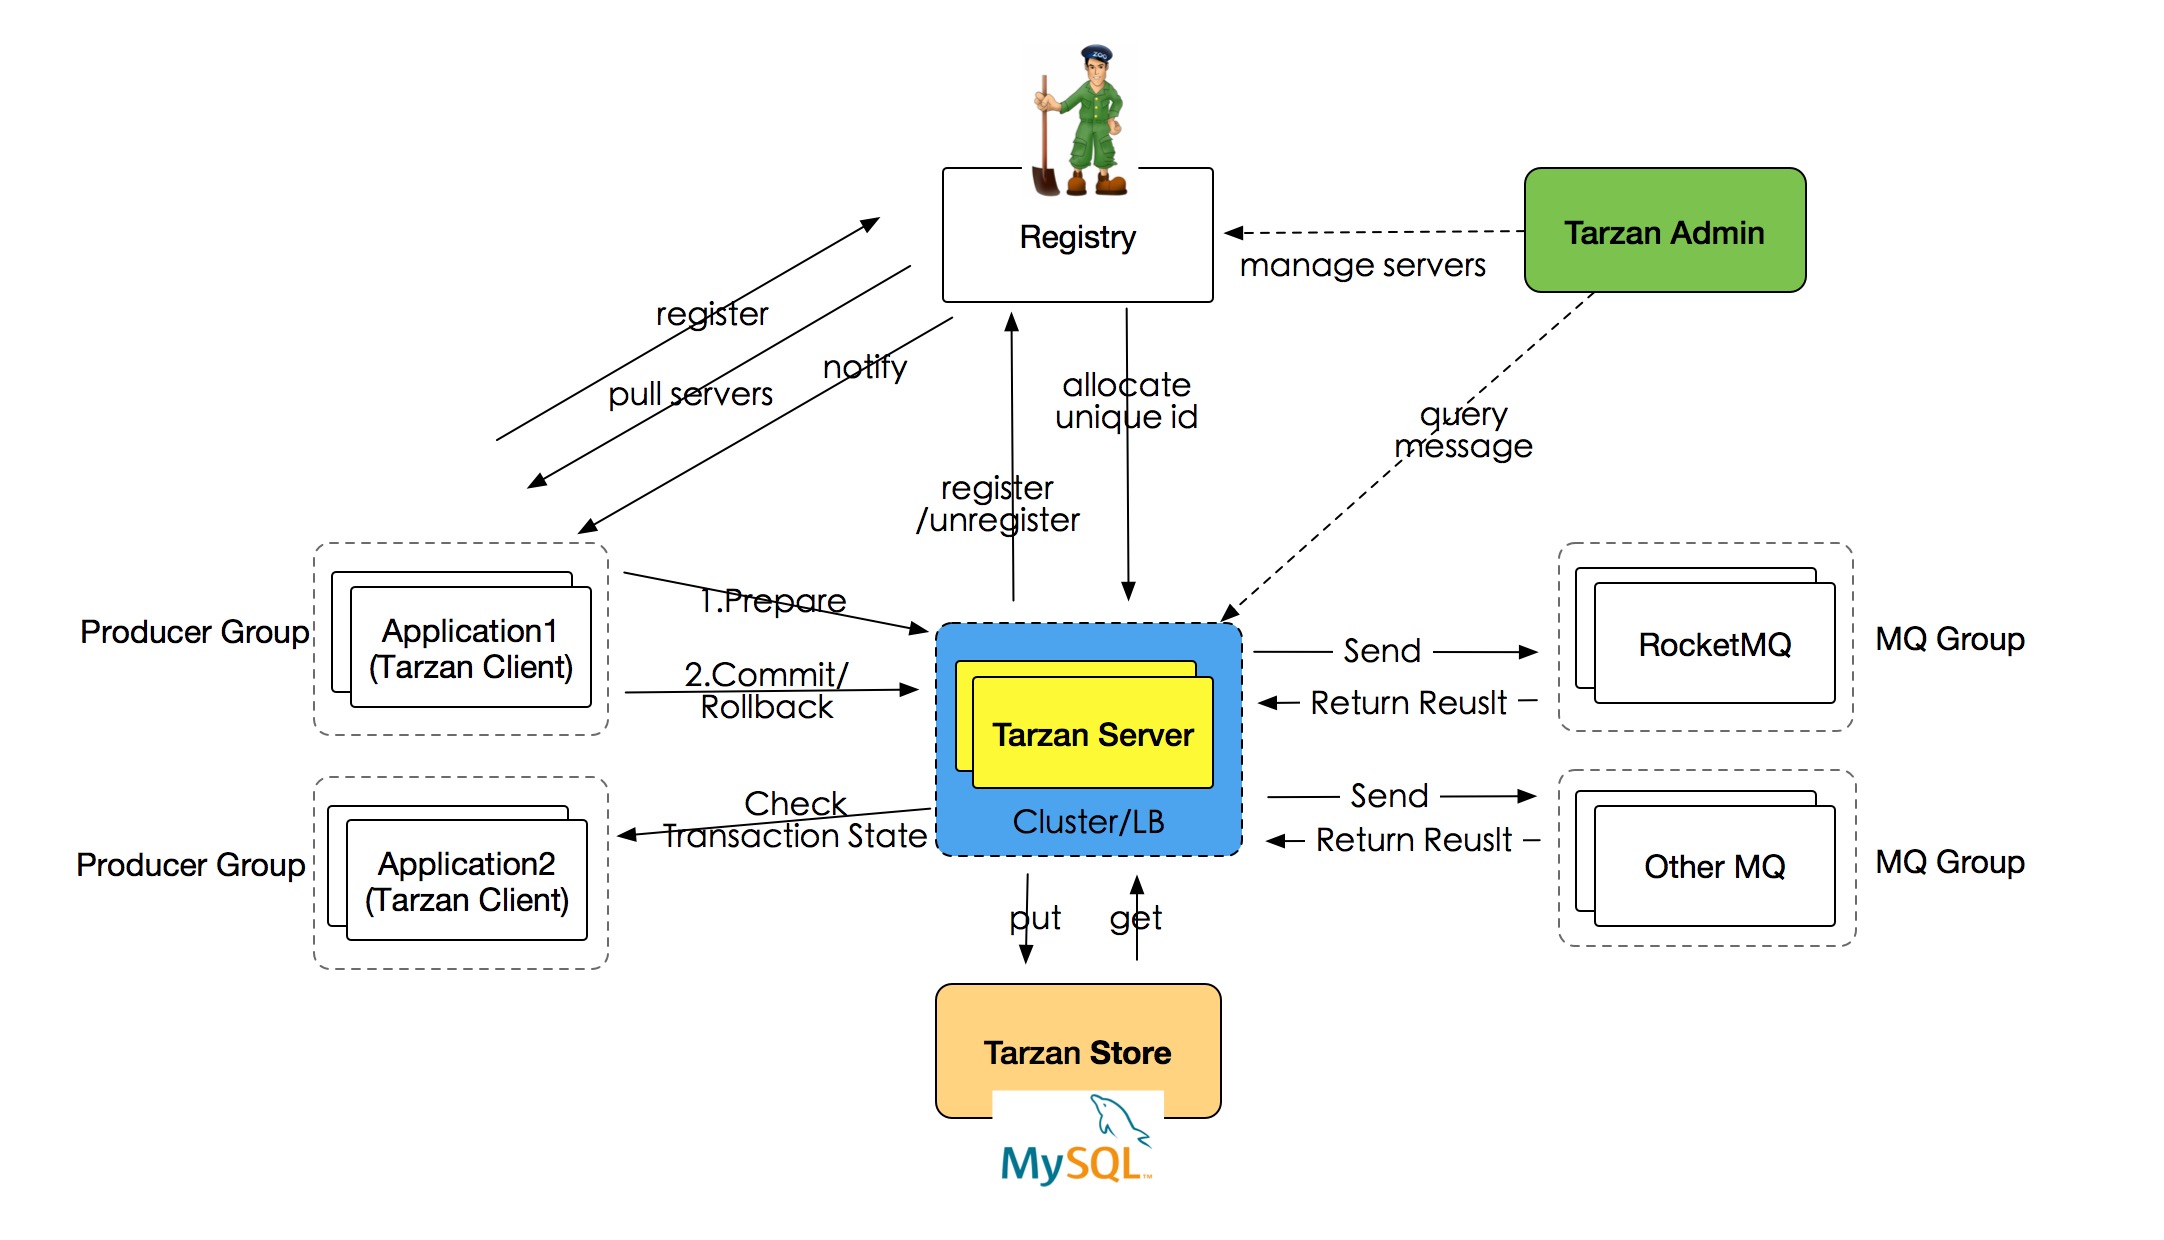 ZOO
Registry
Tarzan Admin
manage servers
register
pull servers
notify
allocate
unique id
query
message
register
/unregister
Producer Group
Application1
(Tarzan Client)
1.Prepare
2.Commit/
Rollback
Tarzan Server
Cluster/LB
Send
Return Reuslt
RocketMQ
MQ Group
Producer Group
Application2
(Tarzan Client)
Check
Transaction State
Send
Return Reuslt
Other MQ
MQ Group
put
get
Tarzan Store
MySQL™